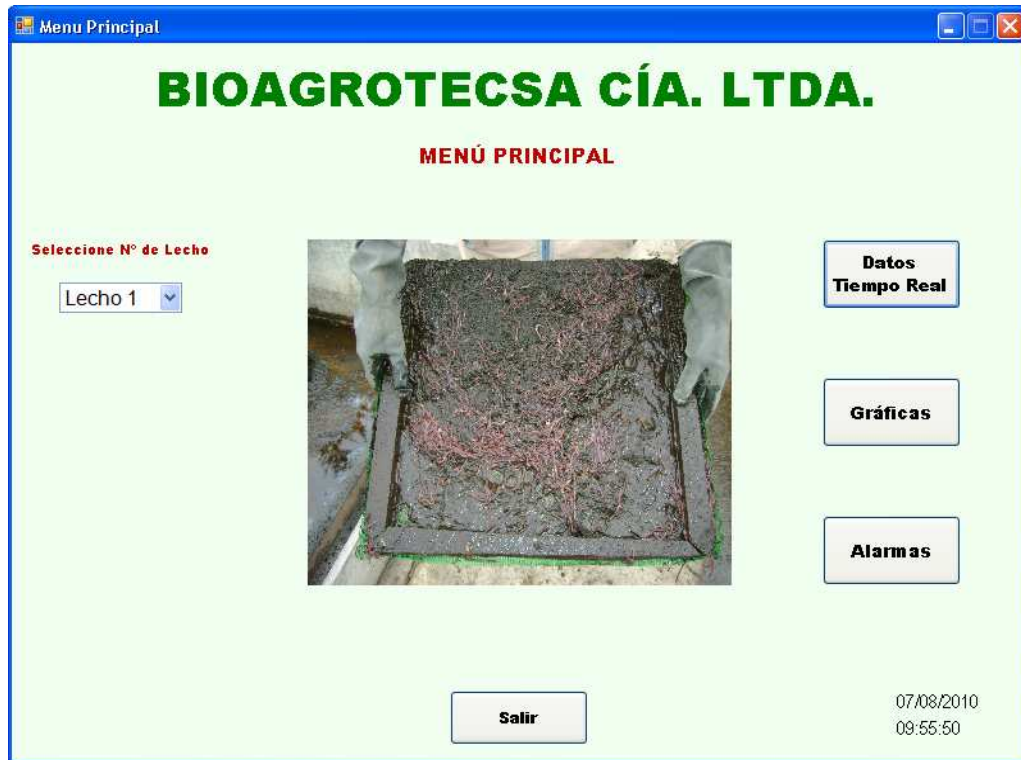 Menu Principal
BIOAGROTECSA CÍA. LTDA.
MENÚ PRINCIPAL
Seleccione Nº de Lecho
Lecho 1
Datos
Tiempo Real
Gráficas
Alarmas
Salir
07/08/2010
09:55:50